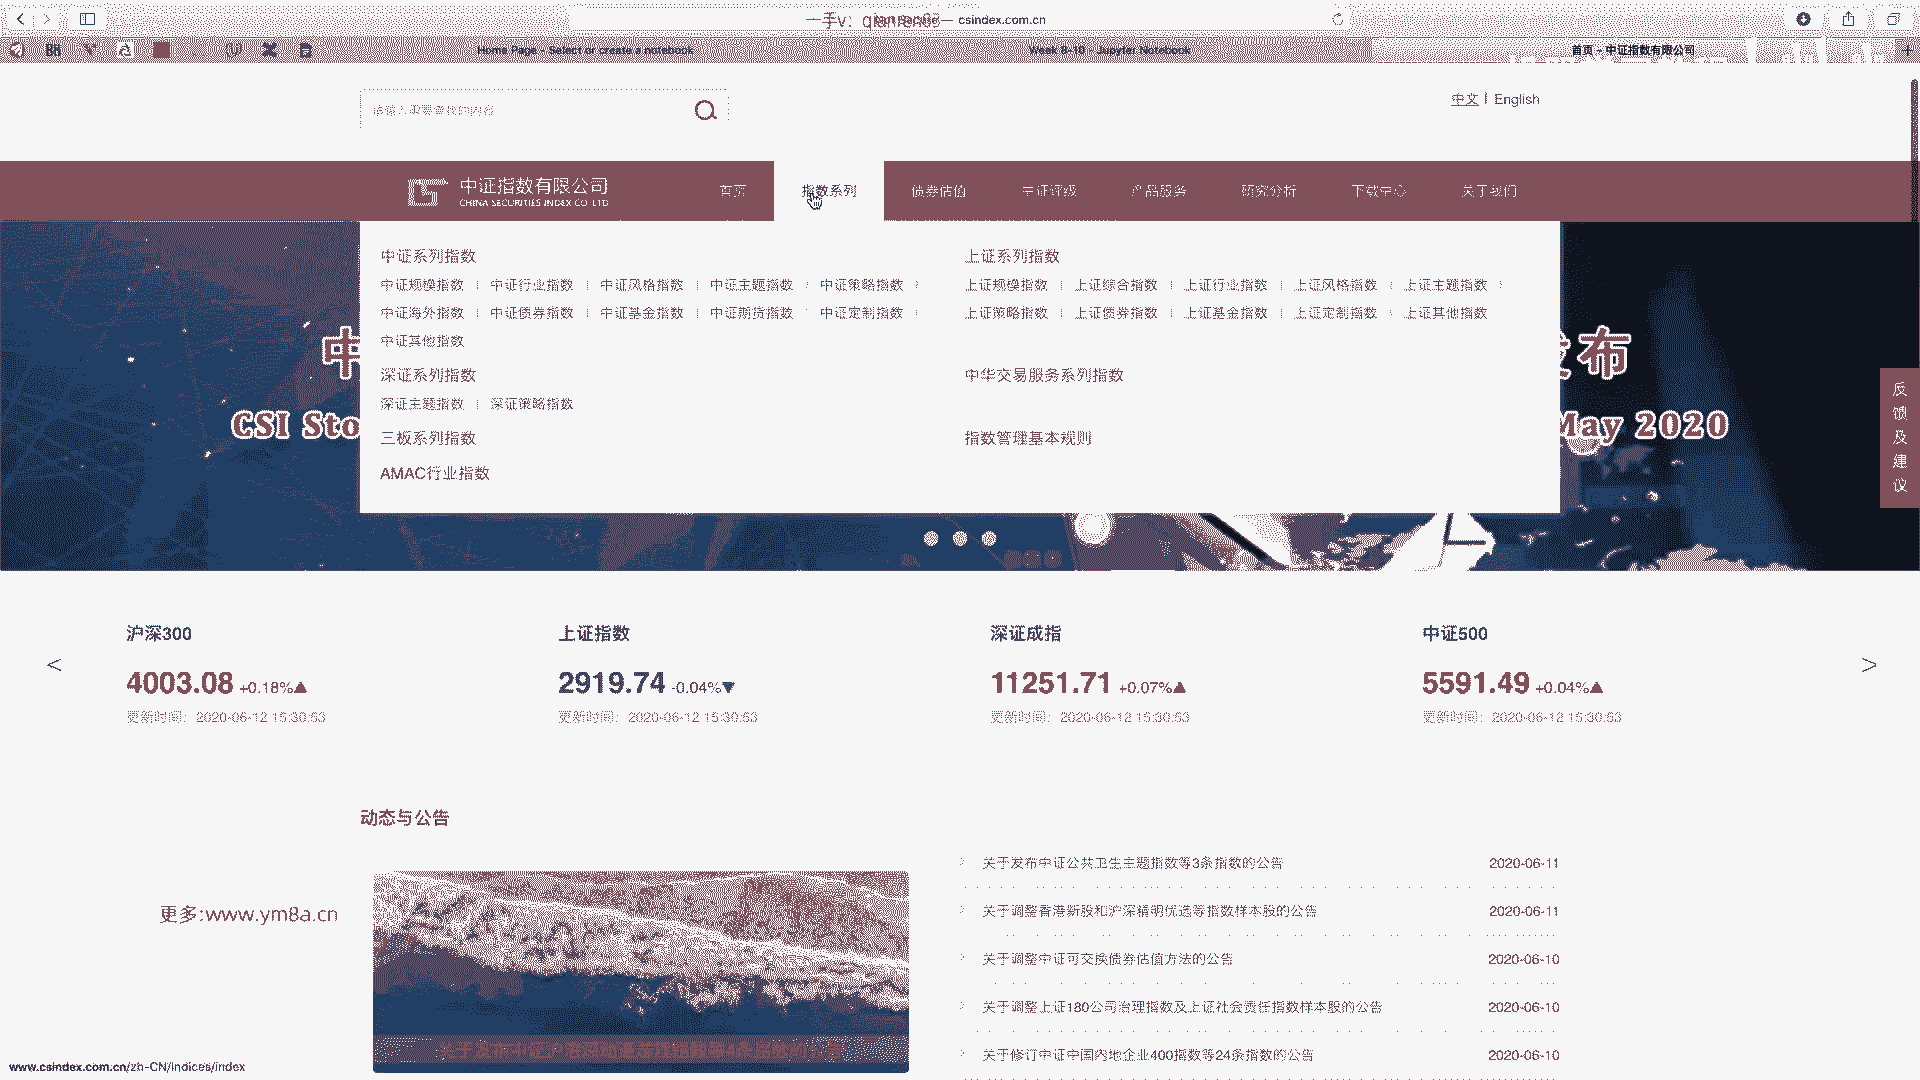 csindex.com.cn
Home Page - Select or create a notebook
Week 8-10 - Jupyter Notebook
首页 - 中证指数有限公司
中文 | English
中证指数有限公司
CHINA SECURITIES INDEX CO LTD
首页 指数系列 债券估值 中证评级 产品服务 研究分析 下载中心 关于我们
中证系列指数
中证规模指数 | 中证行业指数 | 中证风格指数 | 中证主题指数 | 中证策略指数 |
中证海外指数 | 中证债券指数 | 中证基金指数 | 中证期货指数 | 中证定制指数 |
中证其他指数
上证系列指数
上证规模指数 | 上证综合指数 | 上证行业指数 | 上证风格指数 | 上证主题指数 |
上证策略指数 | 上证债券指数 | 上证基金指数 | 上证定制指数 | 上证其他指数
深证系列指数
深证主题指数 | 深证策略指数
中华交易服务系列指数
三板系列指数
指数管理基本规则
AMAC行业指数
中
布
CSI Sto
May 2020
反馈及建议
沪深300
4003.08 +0.18%▲
更新时间：2020-06-12 15:30:53
上证指数
2919.74 -0.04%▼
更新时间：2020-06-12 15:30:53
深证成指
11251.71 +0.07%▲
更新时间：2020-06-12 15:30:53
中证500
5591.49 +0.04%▲
更新时间：2020-06-12 15:30:53
动态与公告
关于发布中证公共卫生主题指数等3条指数的公告 2020-06-11
关于调整香港新股和沪深精明优选等指数样本股的公告 2020-06-11
关于调整中证可交换债券估值方法的公告 2020-06-10
关于调整上证180公司治理指数及上证社会责任指数样本股的公告 2020-06-10
关于修订中证中国内地企业400指数等24条指数的公告 2020-06-10
更多:www.ym8a.cn
www.csindex.com.cn/zh-CN/indices/index